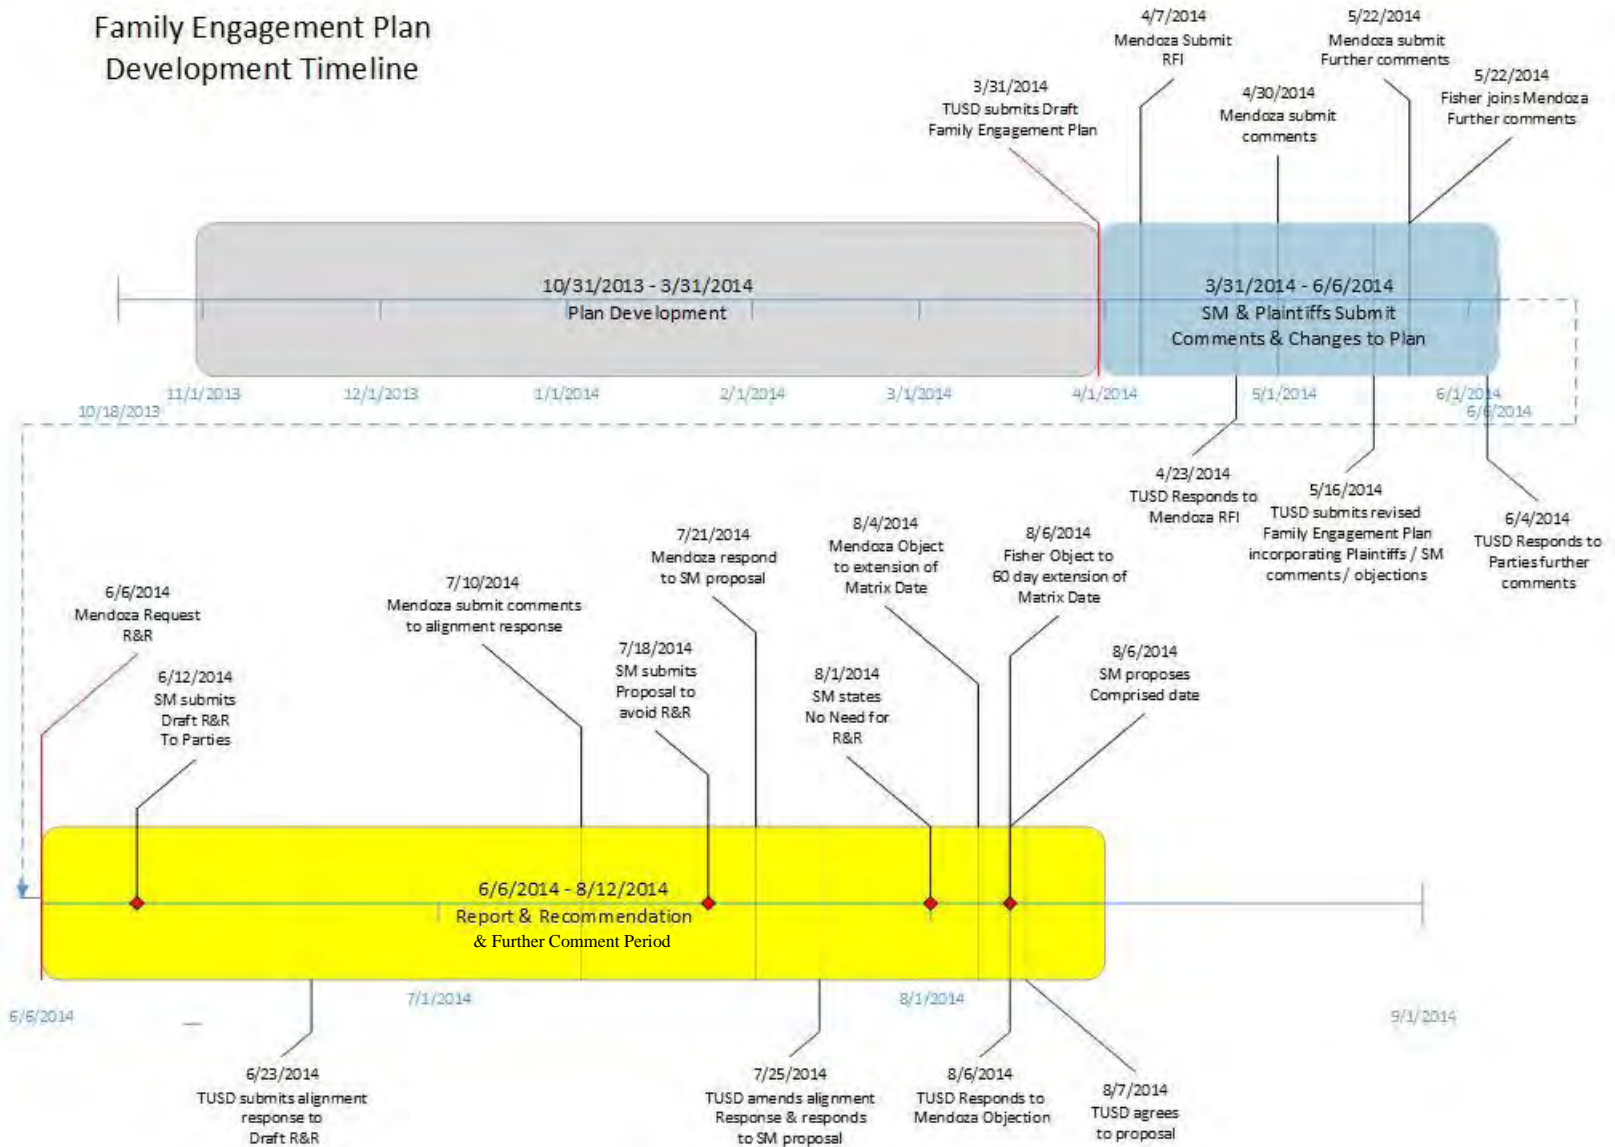 Family Engagement Plan
Development Timeline
4/7/2014
Mendoza Submit
RFI
5/22/2014
Mendoza submit
Further comments
3/31/2014
TUSD submits Draft
Family Engagement Plan
4/30/2014
Mendoza submit
comments
5/22/2014
Fisher joins Mendoza
Further comments
10/31/2013 - 3/31/2014
Plan Development
3/31/2014 - 6/6/2014
SM & Plaintiffs Submit
Comments & Changes to Plan
10/18/2013
11/1/2013
12/1/2013
1/1/2014
2/1/2014
3/1/2014
4/1/2014
5/1/2014
6/1/2014
6/6/2014
4/23/2014
TUSD Responds to
Mendoza RFI
5/16/2014
TUSD submits revised
Family Engagement Plan
incorporating Plaintiffs / SM
comments / objections
6/4/2014
TUSD Responds to
Parties further
comments
6/6/2014
Mendoza Request
R&R
6/12/2014
SM submits
Draft R&R
To Parties
7/10/2014
Mendoza submit comments
to alignment response
7/18/2014
SM submits
Proposal to
avoid R&R
7/21/2014
Mendoza respond
to SM proposal
8/1/2014
SM states
No Need for
R&R
8/4/2014
Mendoza Object
to extension of
Matrix Date
8/6/2014
Fisher Object to
60 day extension of
Matrix Date
8/6/2014
SM proposes
Comprised date
6/6/2014 - 8/12/2014
Report & Recommendation
& Further Comment Period
6/6/2014
7/1/2014
8/1/2014
9/1/2014
6/23/2014
TUSD submits alignment
response to
Draft R&R
7/25/2014
TUSD amends alignment
Response & responds
to SM proposal
8/6/2014
TUSD Responds to
Mendoza Objection
8/7/2014
TUSD agrees
to proposal